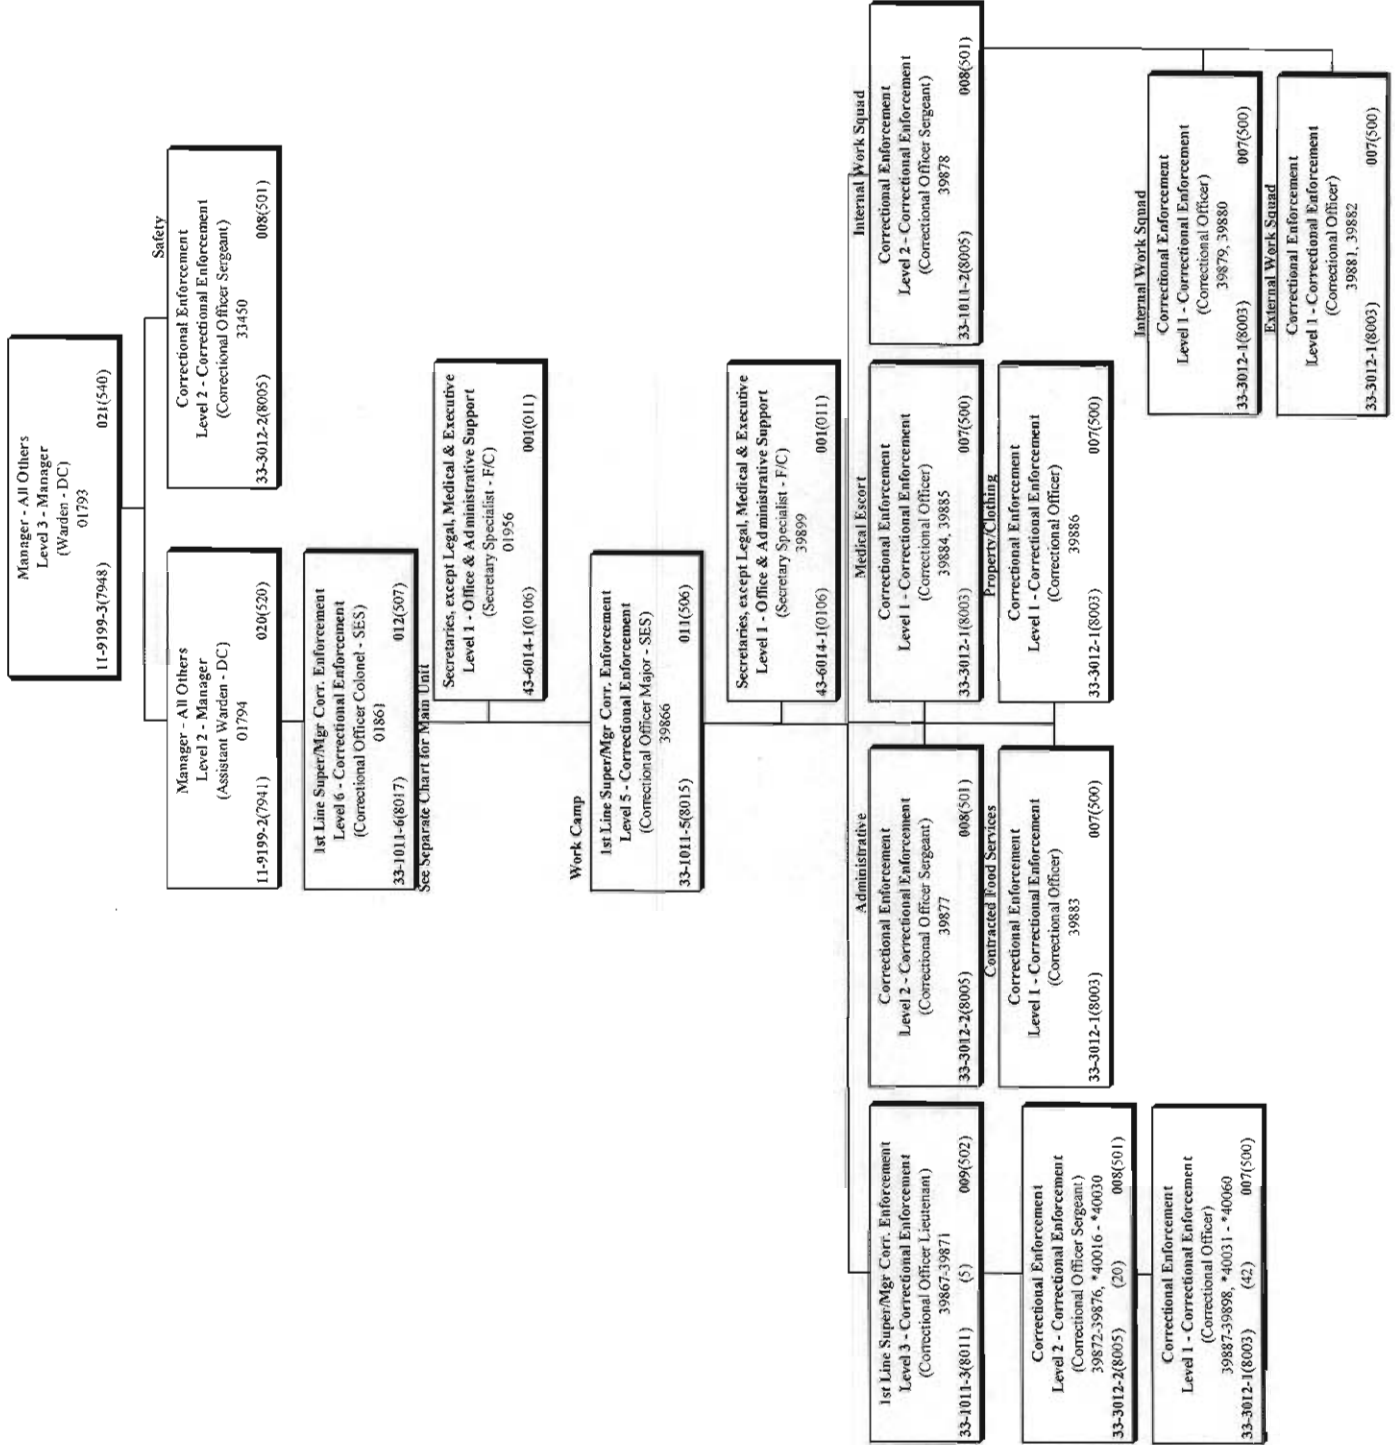 Manager - All Others
Level 3 - Manager
(Warden - DC)
01793
11-9199-3(7948) 021(540)
Manager - All Others
Level 2 - Manager
(Assistant Warden - DC)
01794
11-9199-2(7941) 020(520)
Safety
Correctional Enforcement
Level 2 - Correctional Enforcement
(Correctional Officer Sergeant)
33450
33-3012-2(8005) 008(501)
1st Line Super/Mgr Corr. Enforcement
Level 6 - Correctional Enforcement
(Correctional Officer Colonel - SES)
01861
33-1011-6(8017) 012(507)
See Separate Chart for Main Unit
Secretaries, except Legal, Medical & Executive
Level 1 - Office & Administrative Support
(Secretary Specialist - F/C)
01956
43-6014-1(0106) 001(011)
Work Camp
1st Line Super/Mgr Corr. Enforcement
Level 5 - Correctional Enforcement
(Correctional Officer Major - SES)
39866
33-1011-5(8015) 011(506)
Secretaries, except Legal, Medical & Executive
Level 1 - Office & Administrative Support
(Secretary Specialist - F/C)
39899
43-6014-1(0106) 001(011)
1st Line Super/Mgr Corr. Enforcement
Level 3 - Correctional Enforcement
(Correctional Officer Lieutenant)
39867-39871
33-1011-3(8011) (5) 009(502)
Administrative
Correctional Enforcement
Level 2 - Correctional Enforcement
(Correctional Officer Sergeant)
39877
33-3012-2(8005) 008(501)
Medical Escort
Correctional Enforcement
Level 1 - Correctional Enforcement
(Correctional Officer)
39884, 39885
33-3012-1(8003) 007(500)
Internal Work Squad
Correctional Enforcement
Level 2 - Correctional Enforcement
(Correctional Officer Sergeant)
39878
33-1011-2(8005) 008(501)
Contracted Food Services
Correctional Enforcement
Level 1 - Correctional Enforcement
(Correctional Officer)
39883
33-3012-1(8003) 007(500)
Property/Clothing
Correctional Enforcement
Level 1 - Correctional Enforcement
(Correctional Officer)
39886
33-3012-1(8003) 007(500)
Correctional Enforcement
Level 2 - Correctional Enforcement
(Correctional Officer Sergeant)
39872-39876, *40016 - *40030
33-3012-2(8005) (20) 008(501)
Correctional Enforcement
Level 1 - Correctional Enforcement
(Correctional Officer)
39887-39898, *40031 - *40060
33-3012-1(8003) (42) 007(500)
Internal Work Squad
Correctional Enforcement
Level 1 - Correctional Enforcement
(Correctional Officer)
39879, 39880
33-3012-1(8003) 007(500)
External Work Squad
Correctional Enforcement
Level 1 - Correctional Enforcement
(Correctional Officer)
39881, 39882
33-3012-1(8003) 007(500)